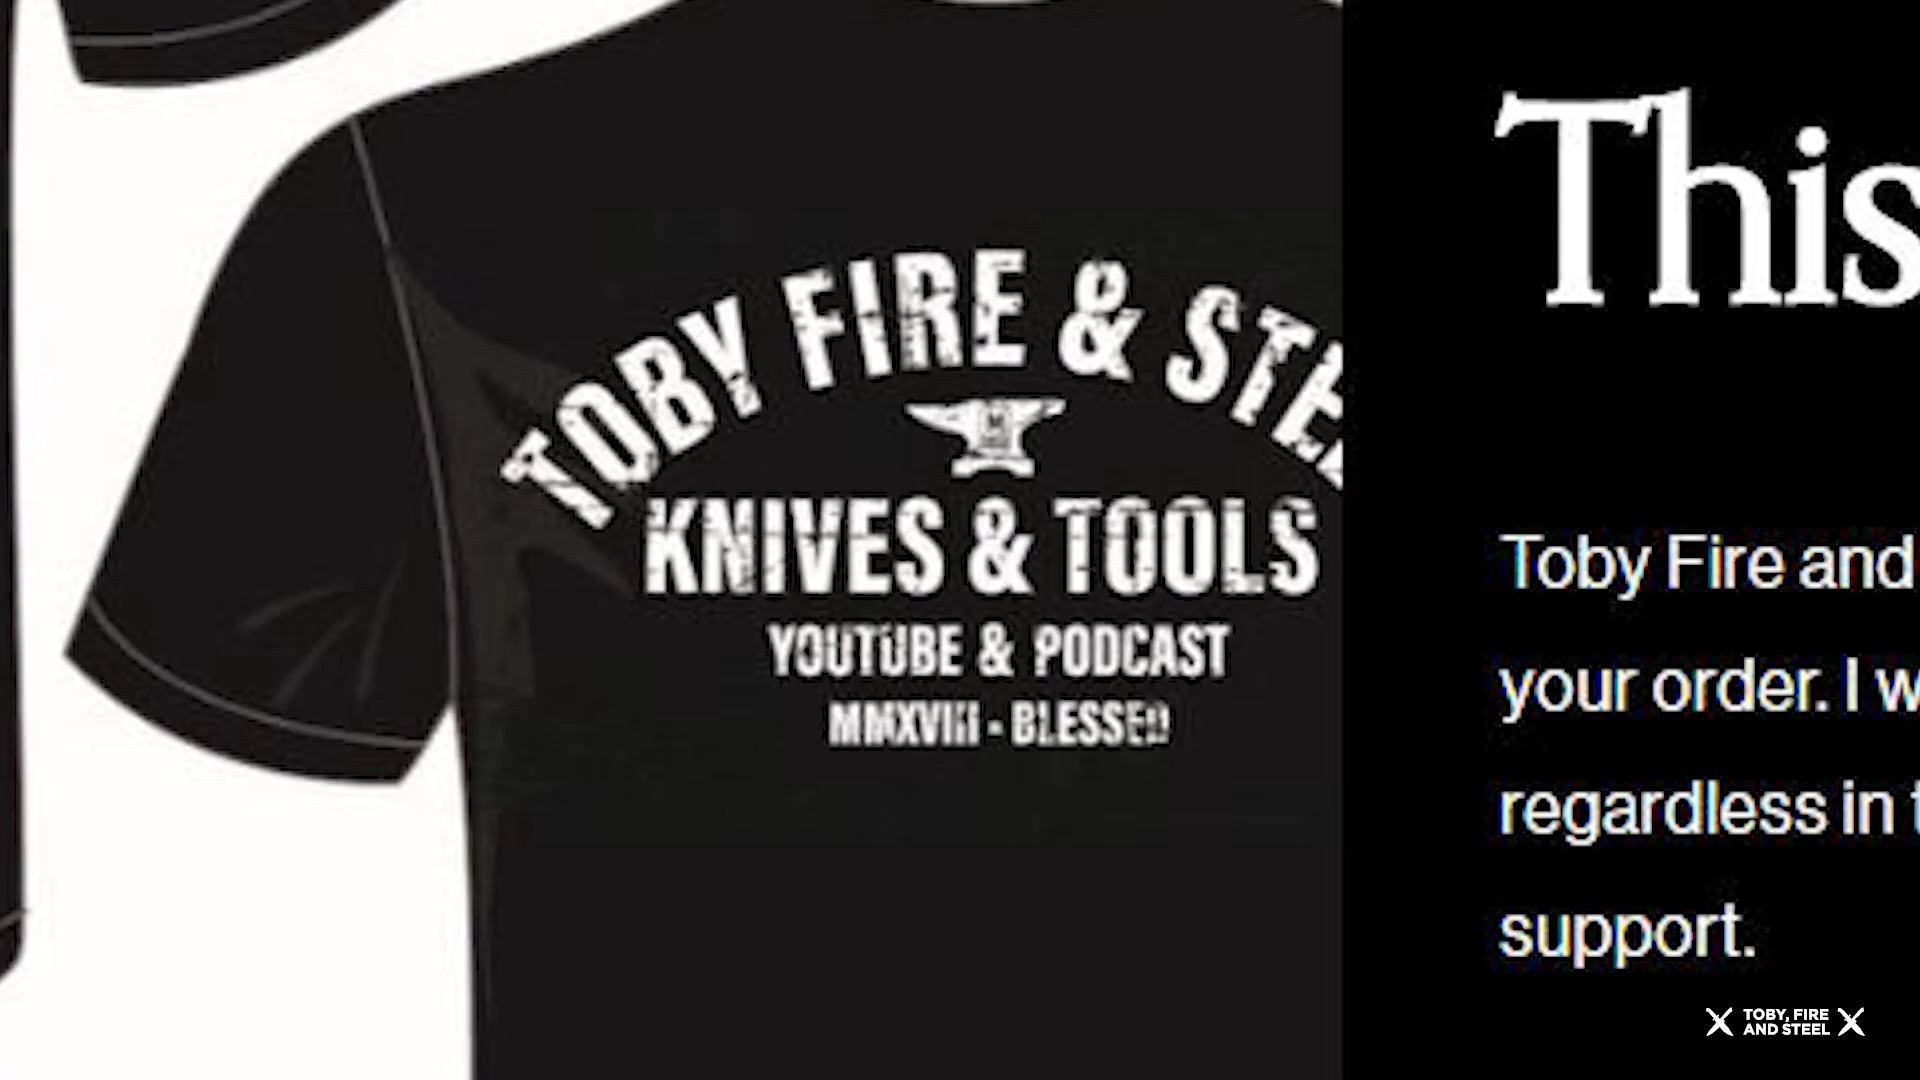 TOBY FIRE & STEE
KNIVES & TOOLS
YOUTUBE & PODCAST
MMXVIII - BLESSED
This
Toby Fire and
your order. I w
regardless in t
support.
TOBY, FIRE
AND STEEL